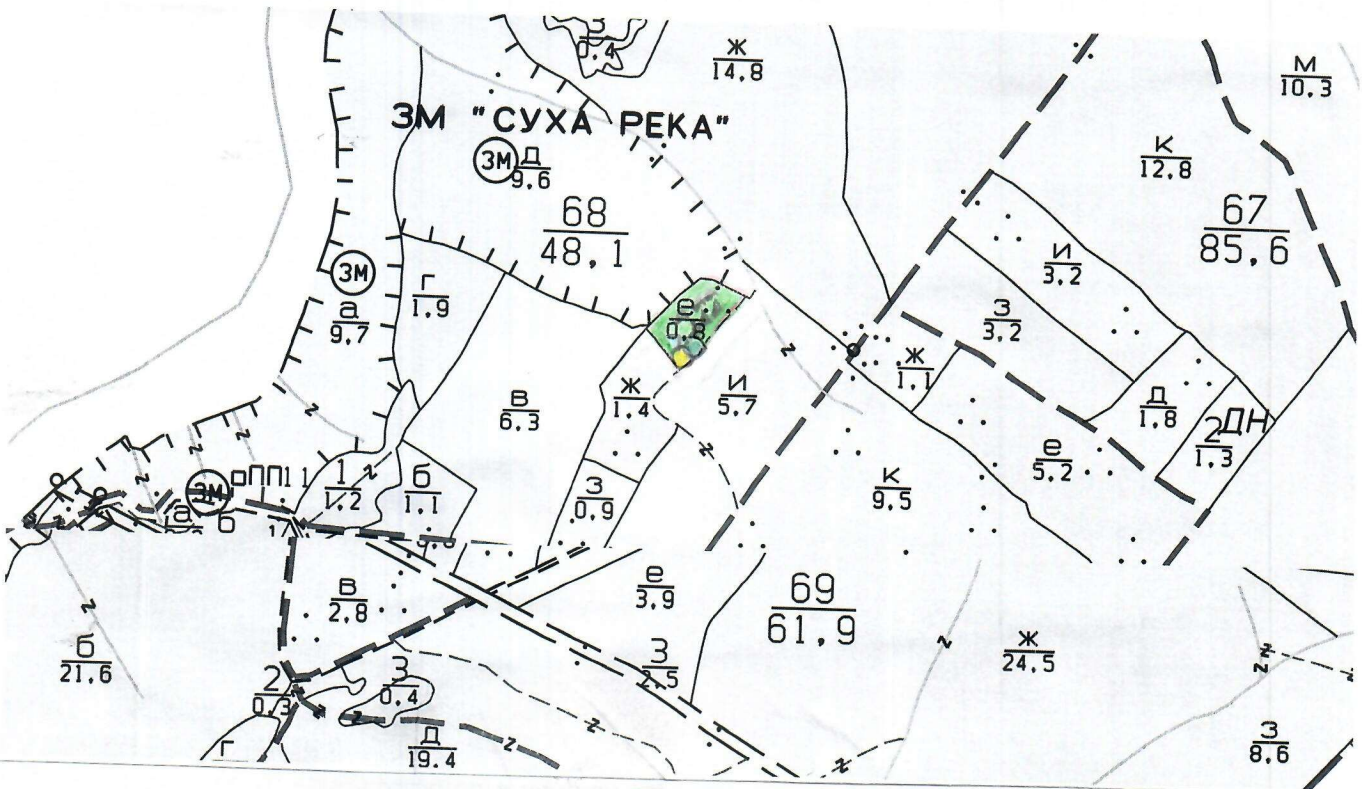 З
0,4
Ж
14,8
М
10,3
ЗМ "СУХА РЕКА"
ЗМ
Д
9,6
К
12,8
68
48,1
67
85,6
ЗМ
Г
1,9
а
9,7
И
3,2
е
0,8
З
3,2
Ж
1,1
В
6,3
Ж
1,4
И
5,7
Д
1,8
2
1,3
ДН
е
5,2
ЗМ
ПП11
1
1,2
б
1,1
З
0,9
К
9,5
а
б
В
2,8
е
3,9
69
61,9
б
21,6
2
0,3
З
0,4
З
Ж
24,5
Г
Д
19,4
З
8,6